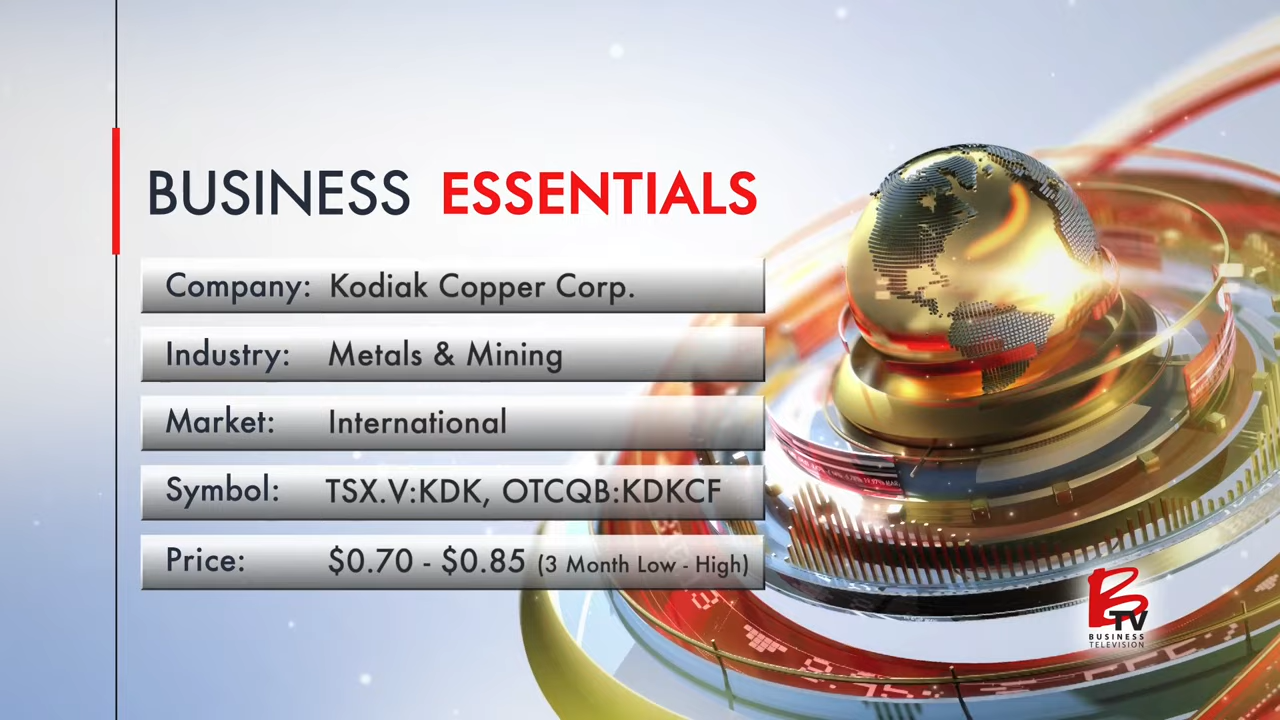 BUSINESS ESSENTIALS
Company: Kodiak Copper Corp.
Industry: Metals & Mining
Market: International
Symbol: TSX.V:KDK, OTCQB:KDKCF
Price: $0.70 - $0.85 (3 Month Low - High)
B TV
BUSINESS
TELEVISION